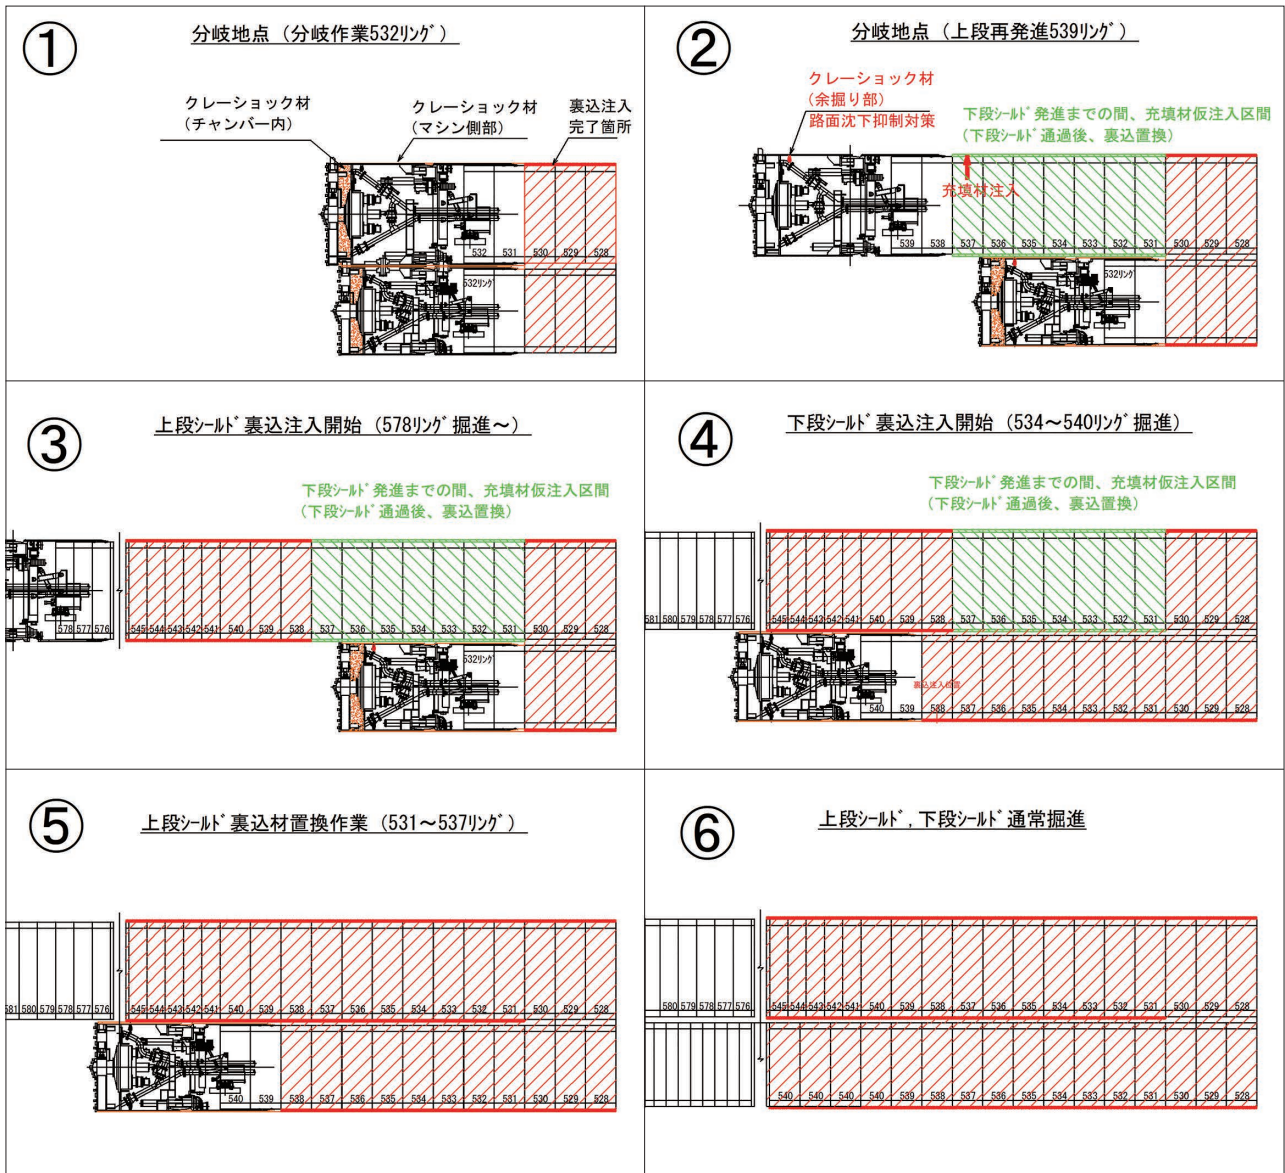 ①
分岐地点（分岐作業532ﾘﾝｸﾞ）
クレーショック材
（チャンバー内）
クレーショック材
（マシン側部）
裏込注入
完了箇所
532 531 530 529 528
532ﾘﾝｸﾞ
②
分岐地点（上段再発進539ﾘﾝｸﾞ）
クレーショック材
（余掘り部）
路面沈下抑制対策
下段シールド発進までの間、充填材仮注入区間
（下段シールド通過後、裏込置換）
充填材注入
539 538 537 536 535 534 533 532 531 530 529 528
532ﾘﾝｸﾞ
③
上段ｼｰﾙﾄﾞ裏込注入開始（578ﾘﾝｸﾞ掘進～）
下段ｼｰﾙﾄﾞ発進までの間、充填材仮注入区間
（下段ｼｰﾙﾄﾞ通過後、裏込置換）
578 577 576 545 544 543 542 541 540 539 538 537 536 535 534 533 532 531 530 529 528
532ﾘﾝｸﾞ
④
下段ｼｰﾙﾄﾞ裏込注入開始（534～540ﾘﾝｸﾞ掘進）
下段ｼｰﾙﾄﾞ発進までの間、充填材仮注入区間
（下段ｼｰﾙﾄﾞ通過後、裏込置換）
581 580 579 578 577 576 545 544 543 542 541 540 539 538 537 536 535 534 533 532 531 530 529 528
裏込注入位置
540 539 538 537 536 535 534 533 532 531 530 529 528
⑤
上段ｼｰﾙﾄﾞ裏込材置換作業（531～537ﾘﾝｸﾞ）
581 580 579 578 577 576 545 544 543 542 541 540 539 538 537 536 535 534 533 532 531 530 529 528
540 539 538 537 536 535 534 533 532 531 530 529 528
⑥
上段ｼｰﾙﾄﾞ，下段ｼｰﾙﾄﾞ通常掘進
580 579 578 577 576 545 544 543 542 541 540 539 538 537 536 535 534 533 532 531 530 529 528
540 540 540 540 539 538 537 536 535 534 533 532 531 530 529 528